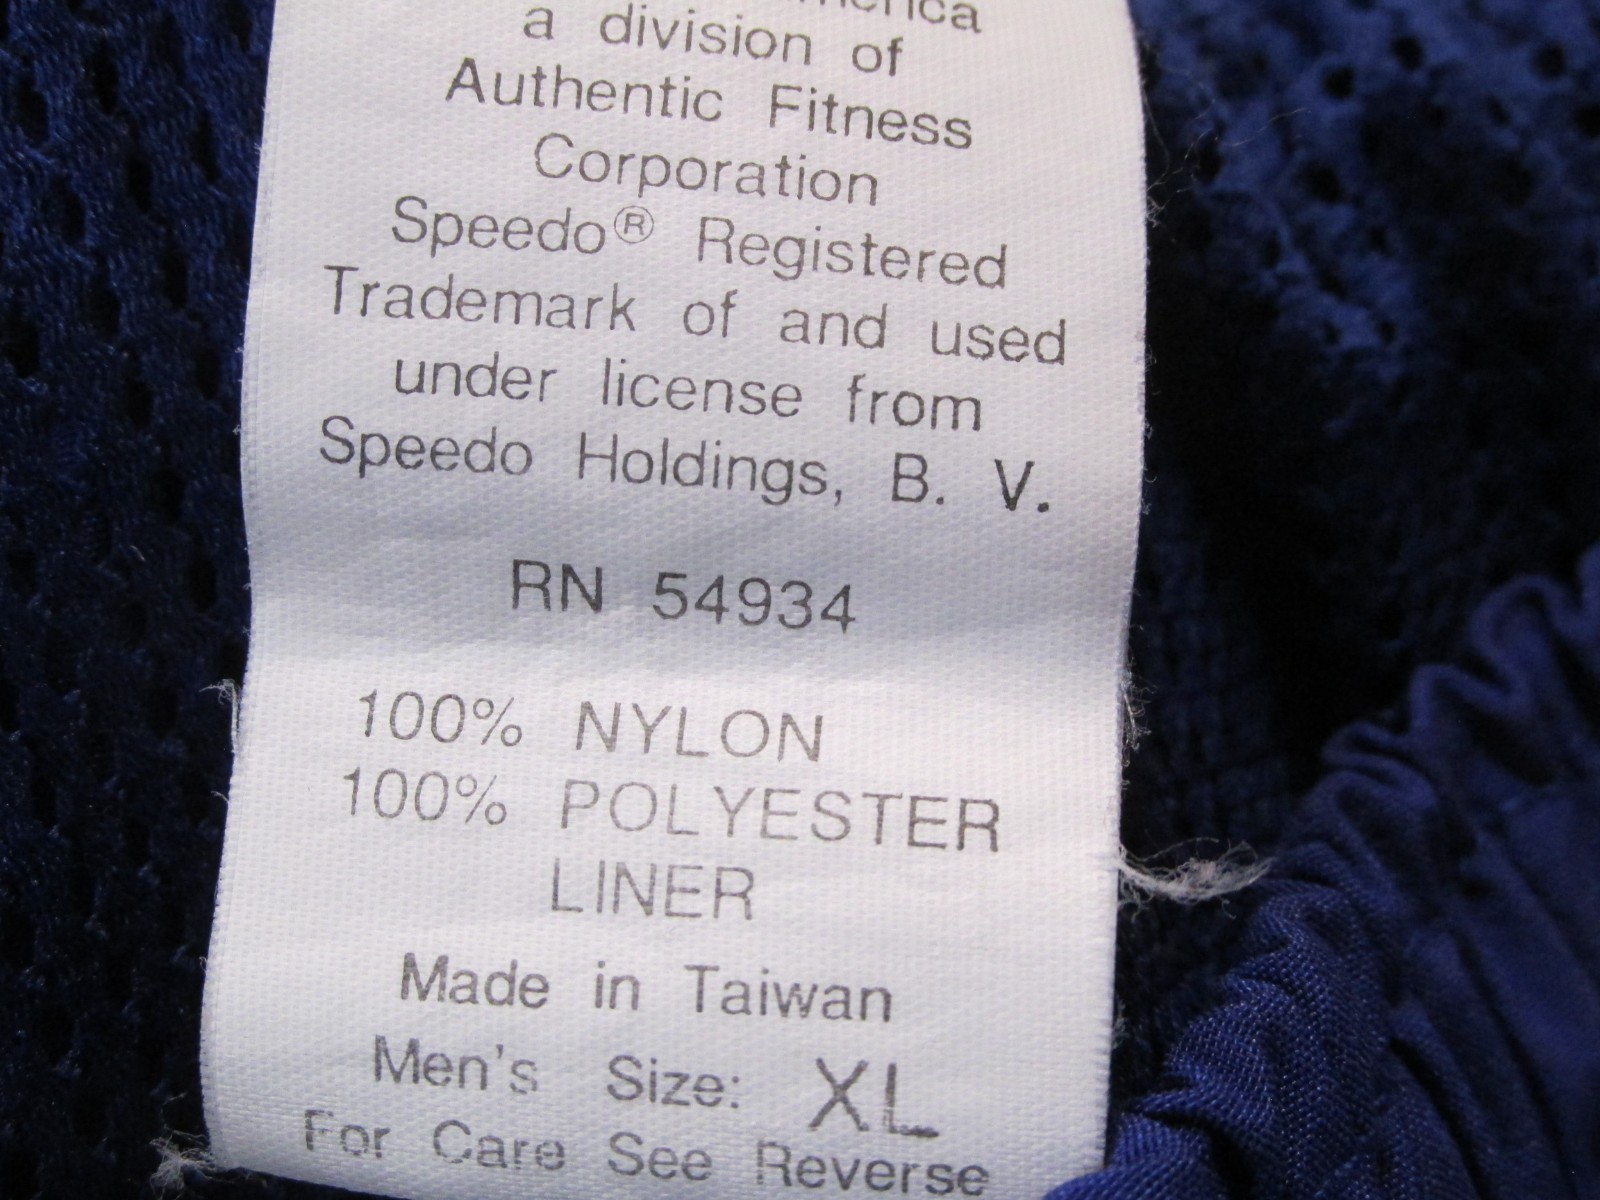 a division of
Authentic Fitness
Corporation
Speedo® Registered
Trademark of and used
under license from
Speedo Holdings, B. V.
RN 54934
100% NYLON
100% POLYESTER
LINER
Made in Taiwan
Men's Size: XL
For Care See Reverse